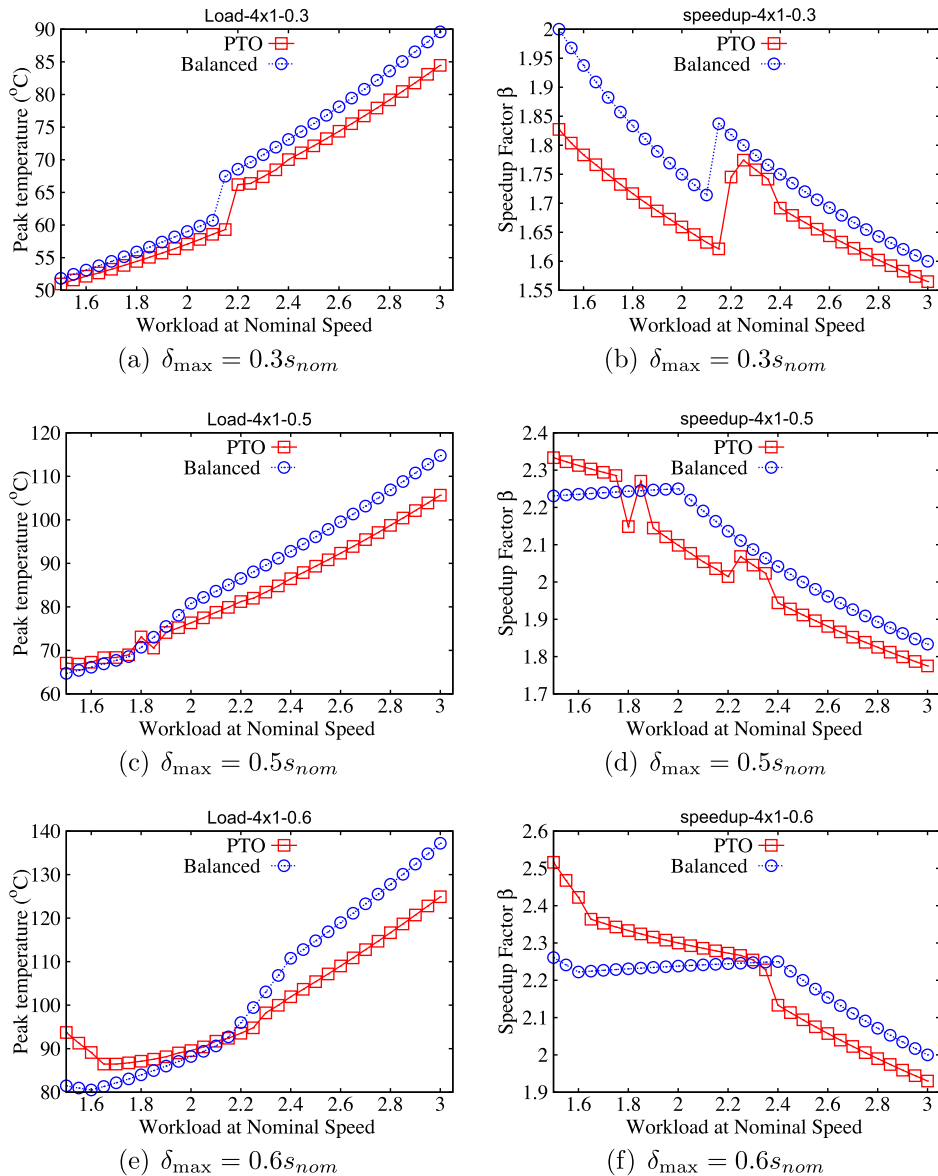 Load-4x1-0.3
Peak temperature (°C)
90
85
80
75
70
65
60
55
50
PTO
Balanced
1.6 1.8 2 2.2 2.4 2.6 2.8 3
Workload at Nominal Speed
(a) δmax = 0.3snom
speedup-4x1-0.3
Speedup Factor β
2
1.95
1.9
1.85
1.8
1.75
1.7
1.65
1.6
1.55
PTO
Balanced
1.6 1.8 2 2.2 2.4 2.6 2.8 3
Workload at Nominal Speed
(b) δmax = 0.3snom
Load-4x1-0.5
Peak temperature (°C)
120
110
100
90
80
70
60
PTO
Balanced
1.6 1.8 2 2.2 2.4 2.6 2.8 3
Workload at Nominal Speed
(c) δmax = 0.5snom
speedup-4x1-0.5
Speedup Factor β
2.4
2.3
2.2
2.1
2
1.9
1.8
1.7
PTO
Balanced
1.6 1.8 2 2.2 2.4 2.6 2.8 3
Workload at Nominal Speed
(d) δmax = 0.5snom
Load-4x1-0.6
Peak temperature (°C)
140
130
120
110
100
90
80
PTO
Balanced
1.6 1.8 2 2.2 2.4 2.6 2.8 3
Workload at Nominal Speed
(e) δmax = 0.6snom
speedup-4x1-0.6
Speedup Factor β
2.6
2.5
2.4
2.3
2.2
2.1
2
1.9
PTO
Balanced
1.6 1.8 2 2.2 2.4 2.6 2.8 3
Workload at Nominal Speed
(f) δmax = 0.6snom